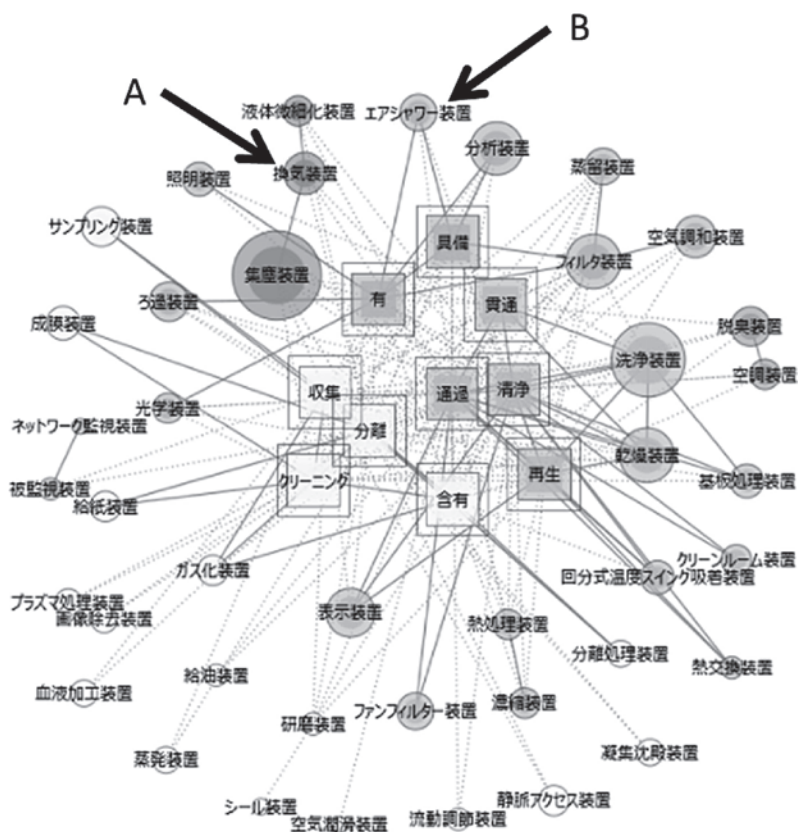 B
A
液体微細化装置
エアシャワー装置
分析装置
換気装置
照明装置
蒸留装置
サンプリング装置
具備
空気調和装置
フィルタ装置
集塵装置
有
貫通
ろ過装置
成膜装置
脱臭装置
洗浄装置
空調装置
収集
通過
清浄
光学装置
ネットワーク監視装置
分離
乾燥装置
再生
基板処理装置
被監視装置
クリーニング
給紙装置
含有
クリーンルーム装置
ガス化装置
回分式温度スイング吸着装置
プラズマ処理装置
画像除去装置
表示装置
熱処理装置
分離処理装置
熱交換装置
血液加工装置
給油装置
濃縮装置
研磨装置
ファンフィルター装置
凝集沈殿装置
蒸発装置
シール装置
静脈アクセス装置
空気潤滑装置
流動調節装置